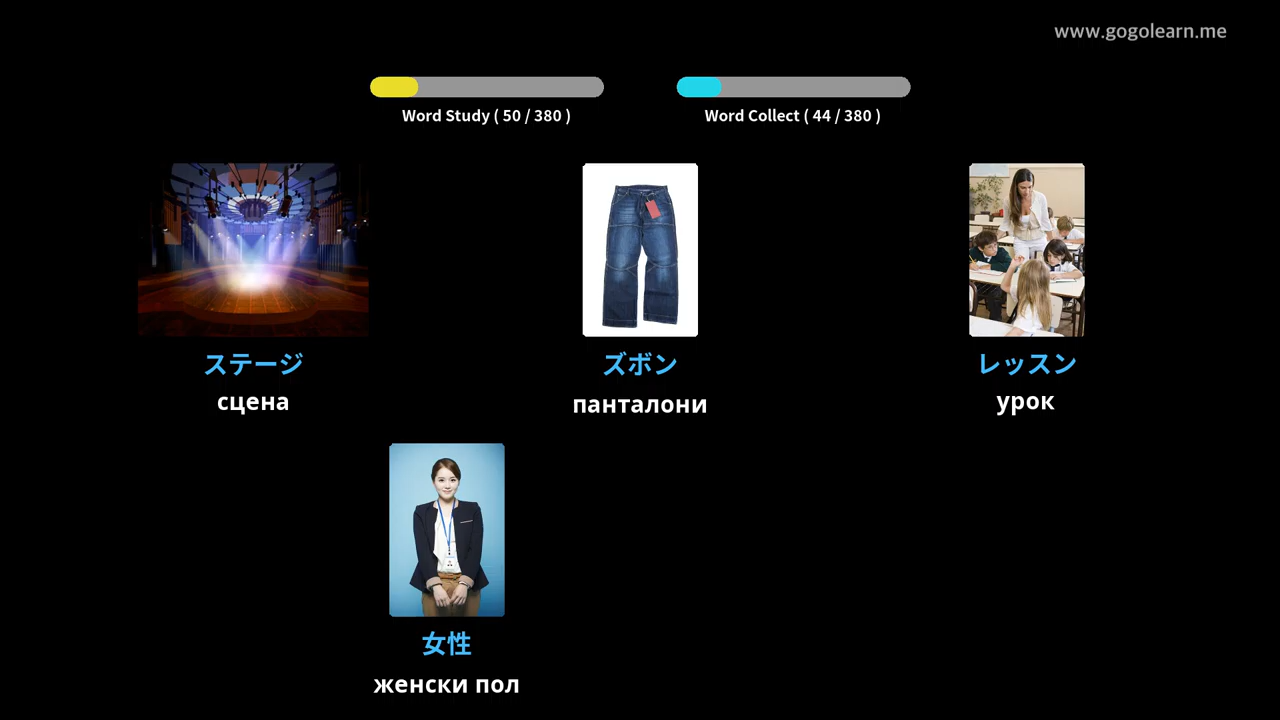 www.gogolearn.me
Word Study ( 50 / 380 )
Word Collect ( 44 / 380 )
ステージ
сцена
ズボン
панталони
レッスン
урок
女性
женски пол